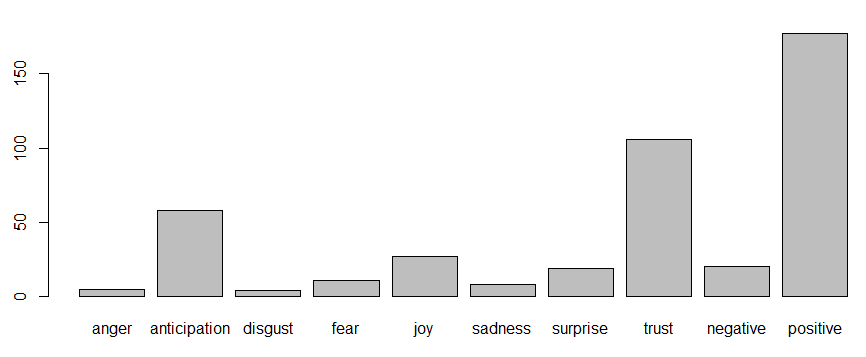 150
100
50
0
anger anticipation disgust fear joy sadness surprise trust negative positive